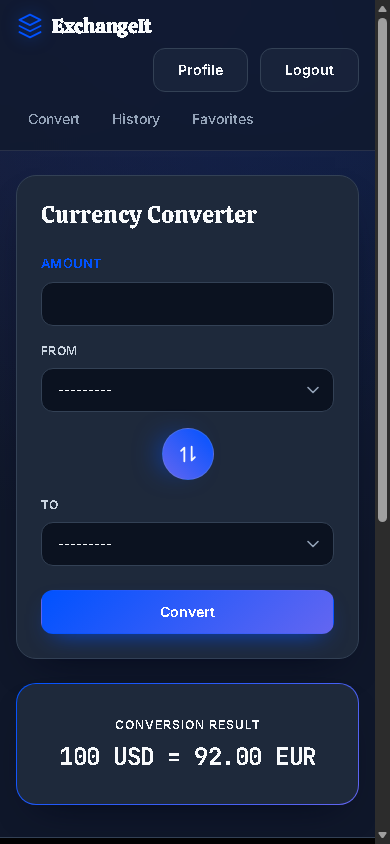 ExchangeIt
Profile Logout
Convert History Favorites
Currency Converter
AMOUNT
FROM
---------
TO
---------
Convert
CONVERSION RESULT
100 USD = 92.00 EUR